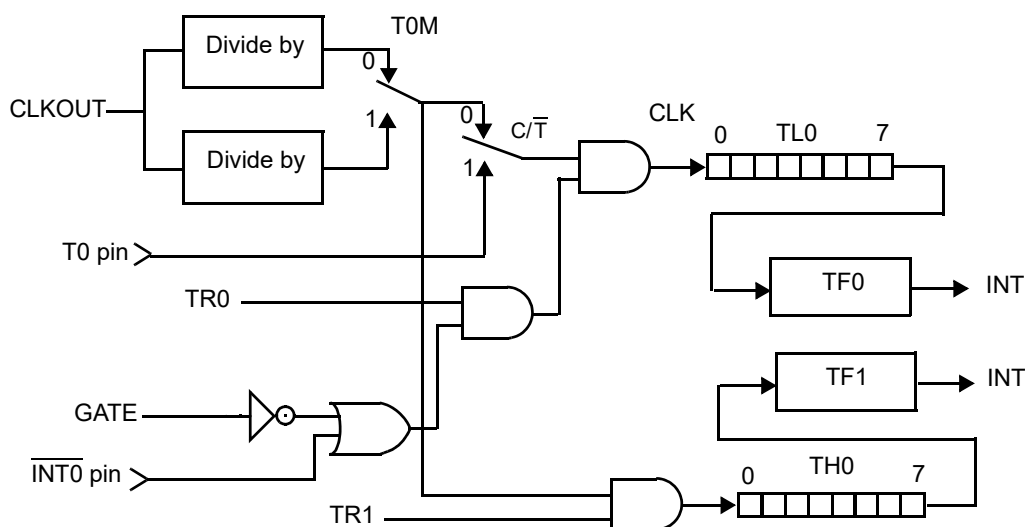 T0M
Divide by
0
CLKOUT
1
Divide by
0
C/T̅
1
CLK
0 TL0 7
T0 pin
TR0
TF0
INT
TF1
INT
GATE
I̅N̅T̅0̅ pin
0 TH0 7
TR1